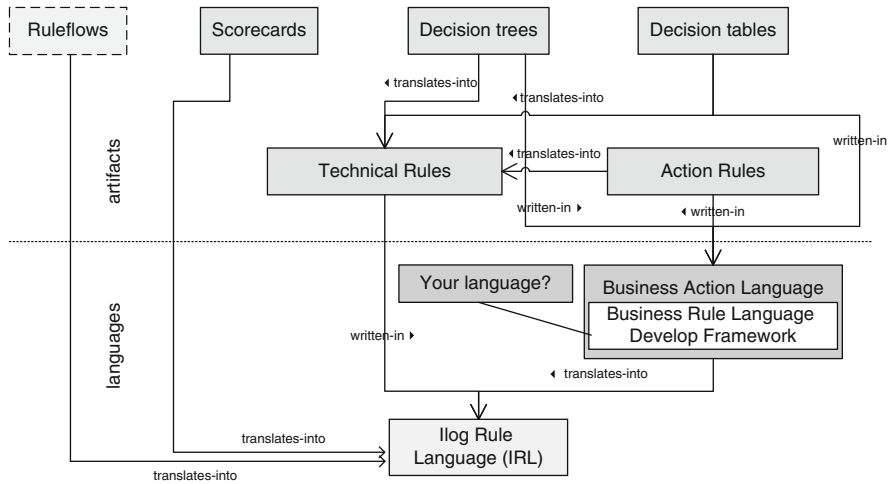 Ruleflows
Scorecards
Decision trees
Decision tables
translates-into
translates-into
written-in
Technical Rules
translates-into
Action Rules
artifacts
written-in
written-in
languages
Your language?
Business Action Language
Business Rule Language
Develop Framework
written-in
translates-into
Ilog Rule
Language (IRL)
translates-into
translates-into